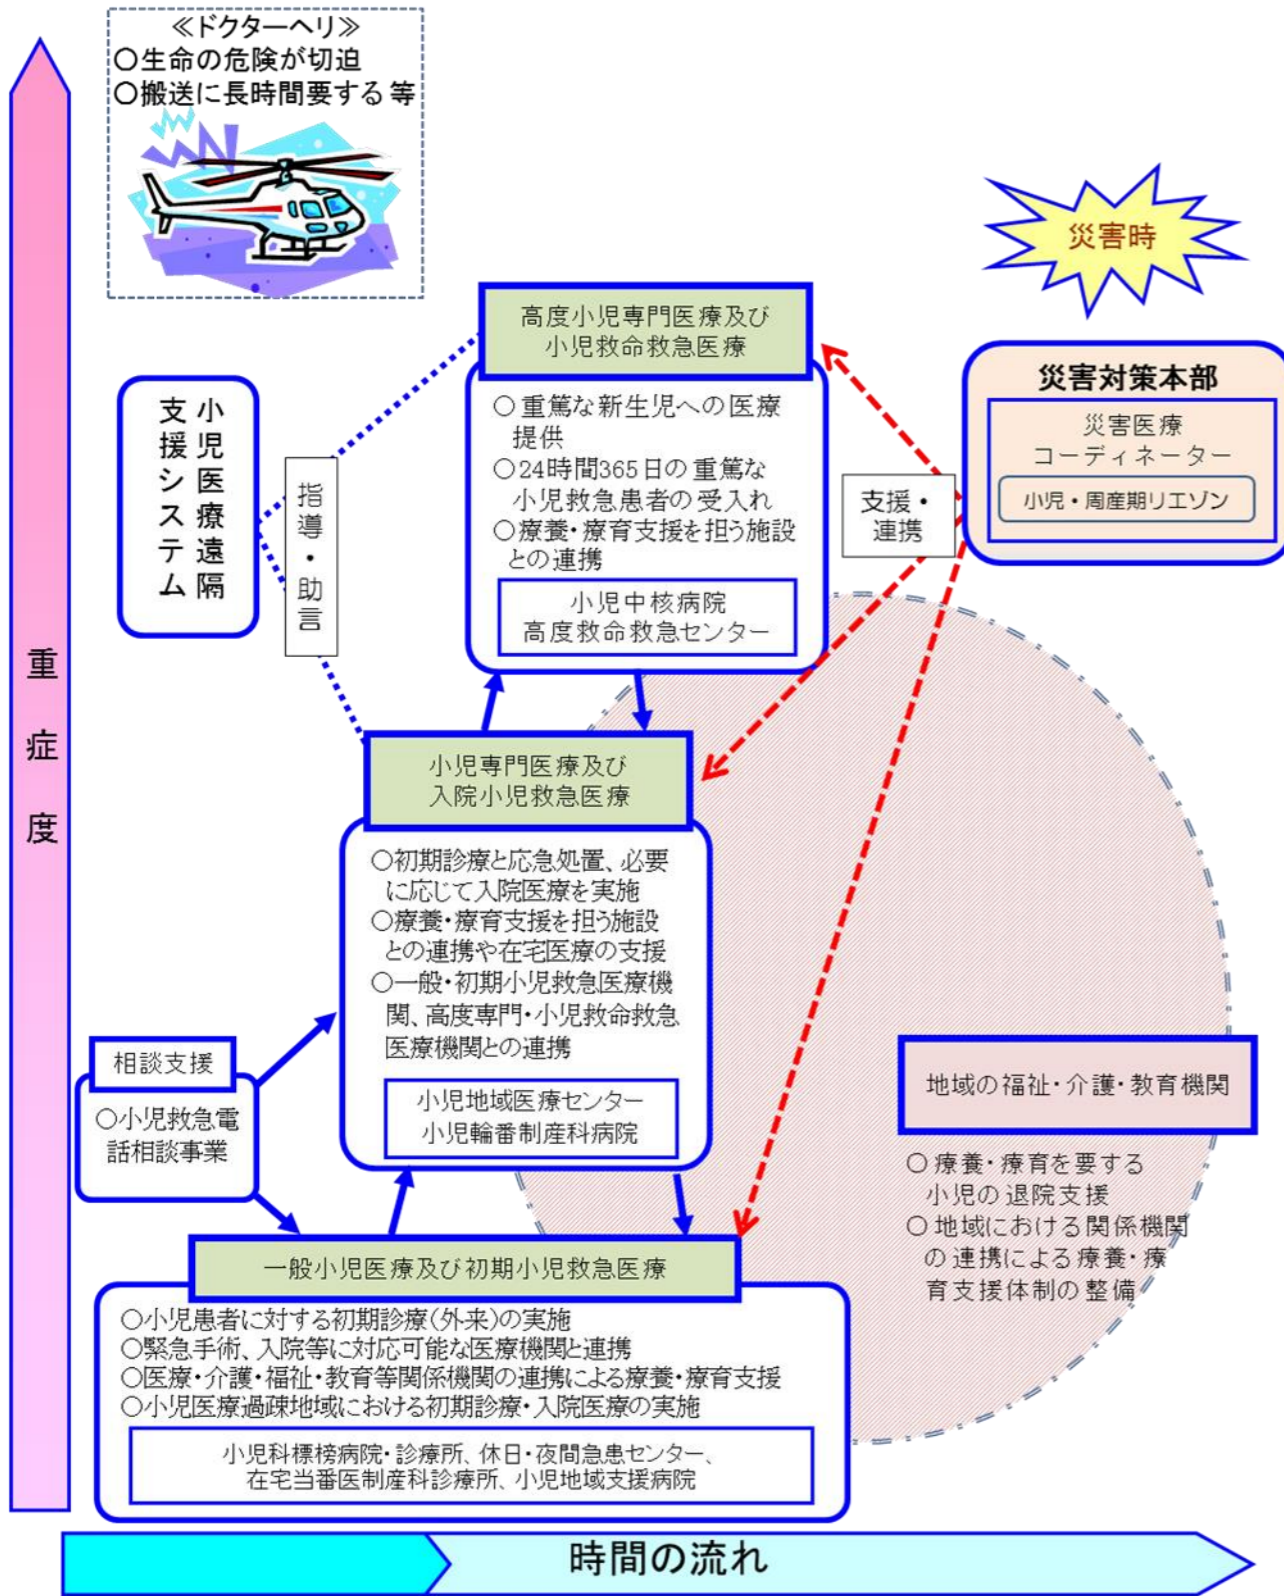 ≪ドクターヘリ≫
○生命の危険が切迫
○搬送に長時間要する 等
災害時
高度小児専門医療及び
小児救命救急医療
○ 重篤な新生児への医療
提供
○24時間365日の重篤な
小児救急患者の受入れ
○療養・療育支援を担う施設
との連携
小児中核病院
高度救命救急センター
災害対策本部
災害医療
コーディネーター
小児・周産期リエゾン
支援・
連携
小児医療遠隔
支援システム
指導・助言
重症度
小児専門医療及び
入院小児救急医療
○初期診療と応急処置、必要
に応じて入院医療を実施
○療養・療育支援を担う施設
との連携や在宅医療の支援
○一般・初期小児救急医療機
関、高度専門・小児救命救急
医療機関との連携
小児地域医療センター
小児輪番制産科病院
相談支援
○小児救急電
話相談事業
地域の福祉・介護・教育機関
○ 療養・療育を要する
小児の退院支援
○ 地域における関係機関
の連携による療養・療
育支援体制の整備
一般小児医療及び初期小児救急医療
○小児患者に対する初期診療(外来)の実施
○緊急手術、入院等に対応可能な医療機関と連携
○医療・介護・福祉・教育等関係機関の連携による療養・療育支援
○小児医療過疎地域における初期診療・入院医療の実施
小児科標榜病院・診療所、休日・夜間急患センター、
在宅当番医制産科診療所、小児地域支援病院
時間の流れ